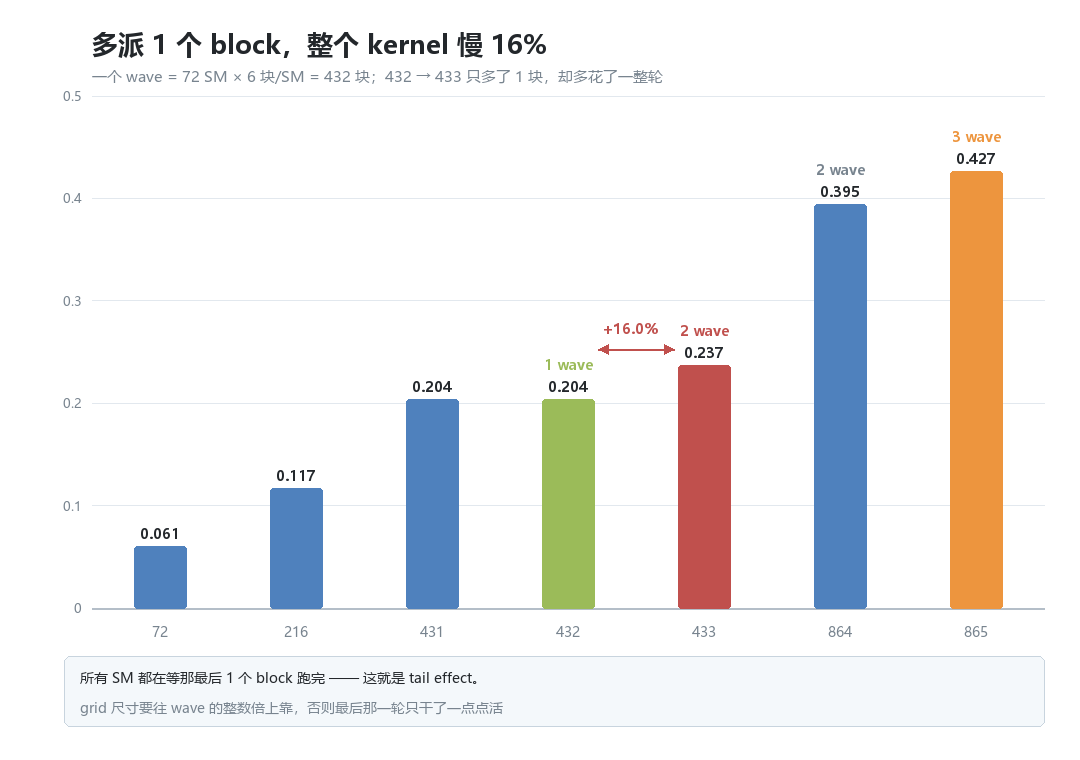 多派 1 个 block，整个 kernel 慢 16%
一个 wave = 72 SM × 6 块/SM = 432 块；432 → 433 只多了 1 块，却多花了一整轮
0.5
0.4
0.3
0.2
0.1
0
0.061
0.117
0.204
1 wave
0.204
+16.0%
2 wave
0.237
2 wave
0.395
3 wave
0.427
72
216
431
432
433
864
865
所有 SM 都在等那最后 1 个 block 跑完 —— 这就是 tail effect。
grid 尺寸要往 wave 的整数倍上靠，否则最后那一轮只干了一点点活